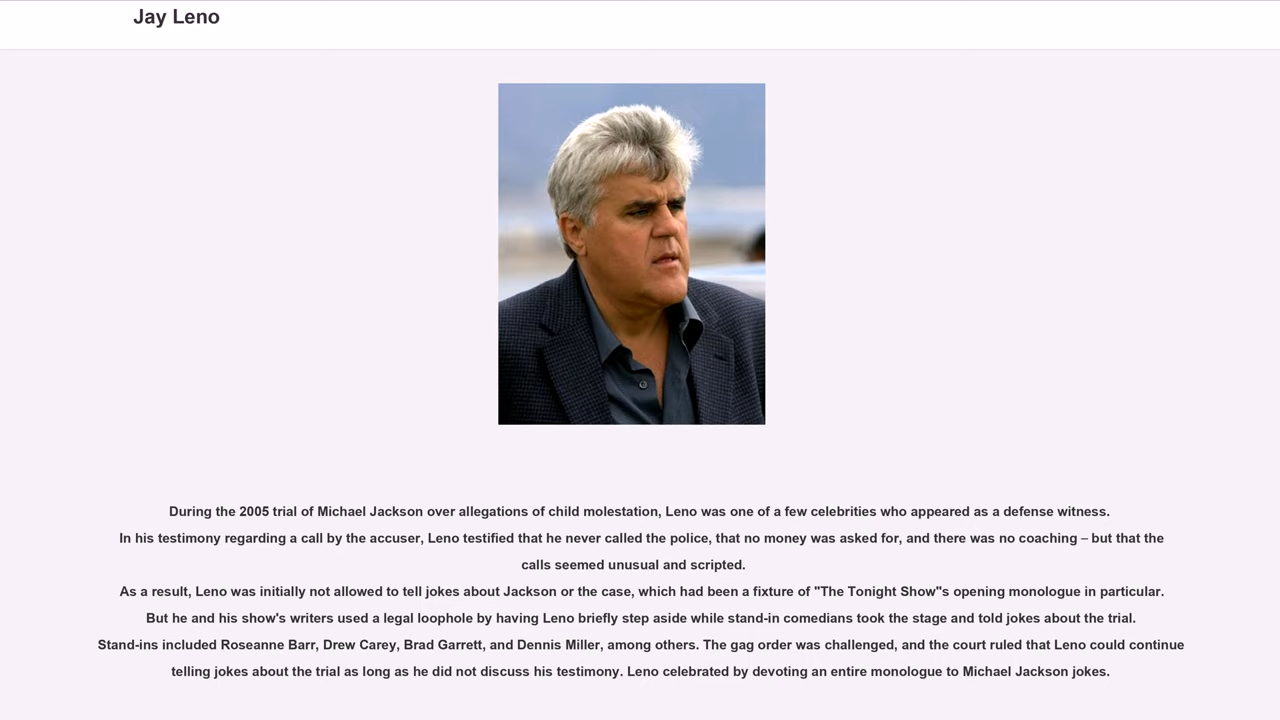 Jay Leno
During the 2005 trial of Michael Jackson over allegations of child molestation, Leno was one of a few celebrities who appeared as a defense witness.
In his testimony regarding a call by the accuser, Leno testified that he never called the police, that no money was asked for, and there was no coaching – but that the
calls seemed unusual and scripted.
As a result, Leno was initially not allowed to tell jokes about Jackson or the case, which had been a fixture of "The Tonight Show"s opening monologue in particular.
But he and his show's writers used a legal loophole by having Leno briefly step aside while stand-in comedians took the stage and told jokes about the trial.
Stand-ins included Roseanne Barr, Drew Carey, Brad Garrett, and Dennis Miller, among others. The gag order was challenged, and the court ruled that Leno could continue
telling jokes about the trial as long as he did not discuss his testimony. Leno celebrated by devoting an entire monologue to Michael Jackson jokes.